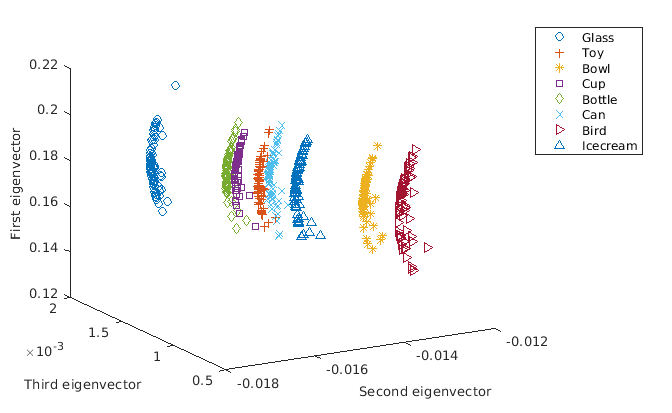 Glass
Toy
Bowl
Cup
Bottle
Can
Bird
Icecream
First eigenvector
0.22
0.2
0.18
0.16
0.14
0.12
2
1.5
×10-3
1
0.5
Third eigenvector
-0.018
-0.016
-0.014
-0.012
Second eigenvector